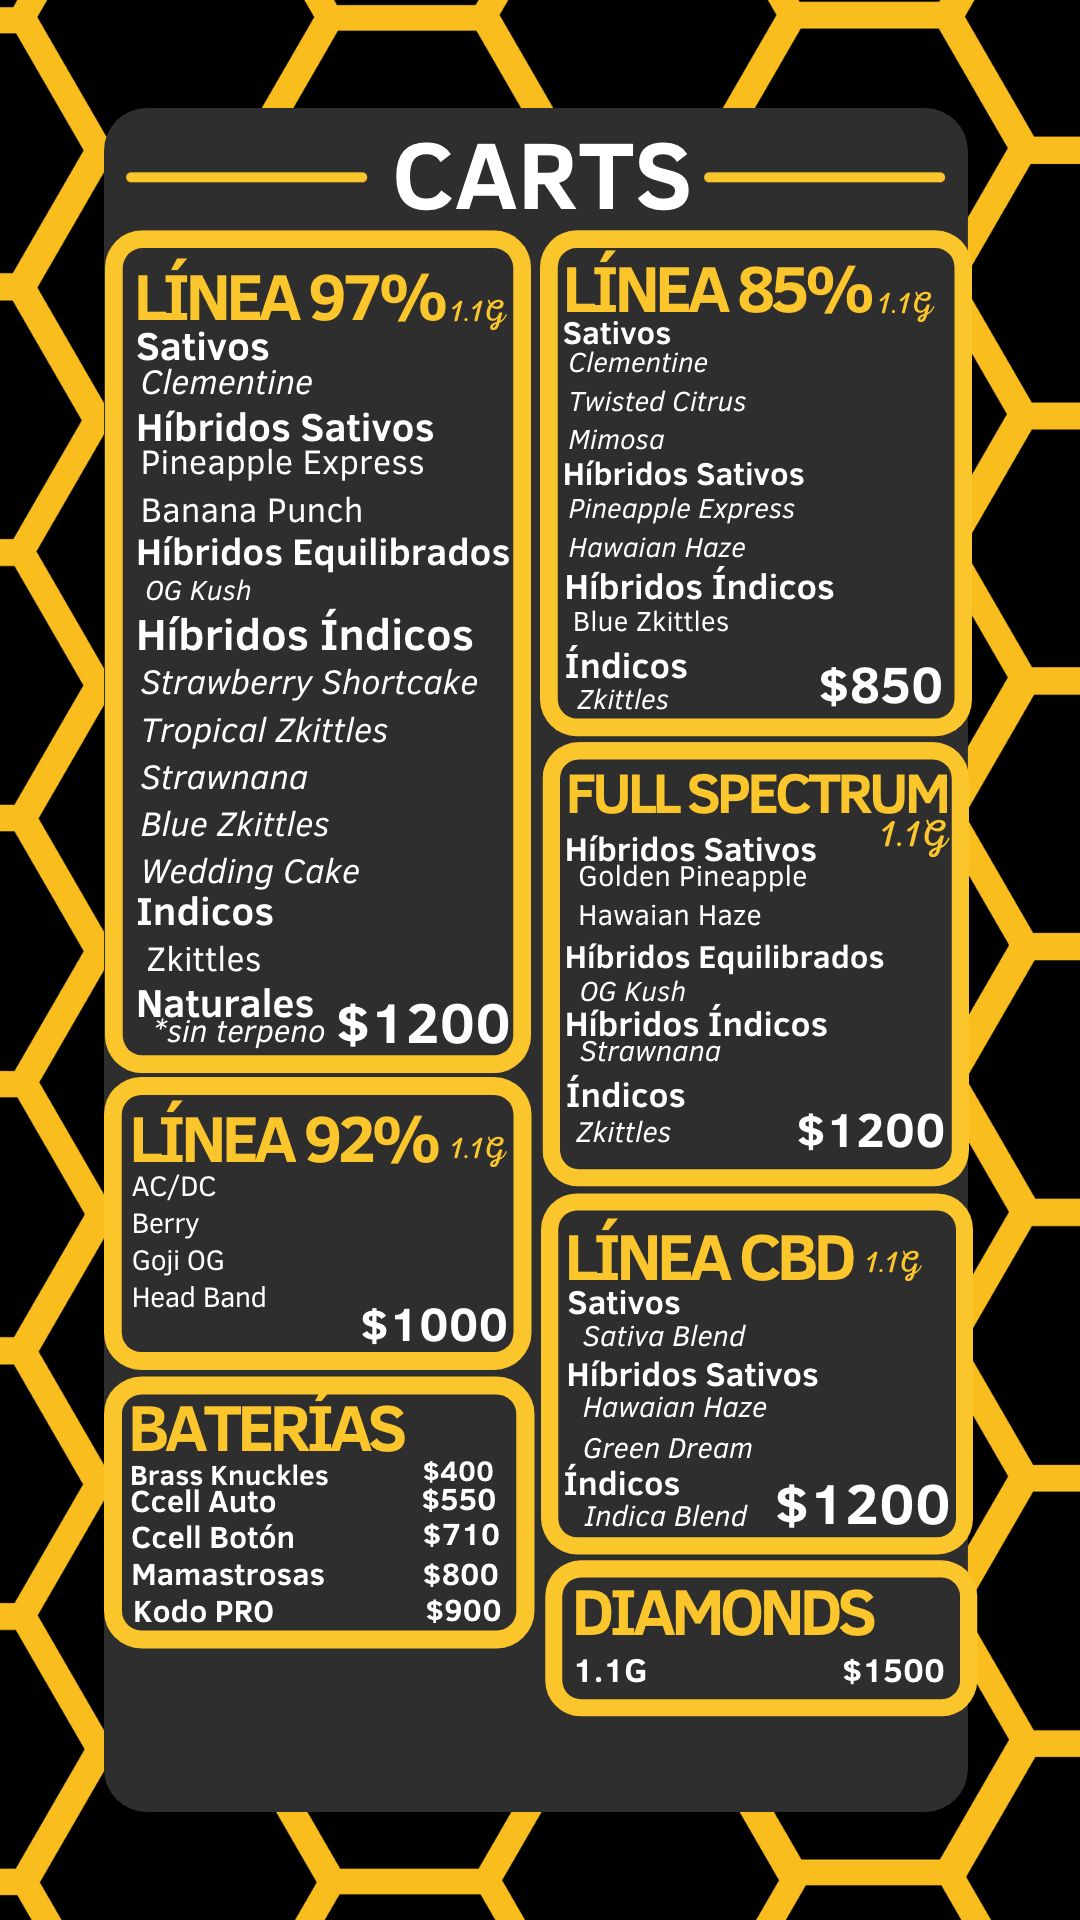 CARTS
LÍNEA 97% 1.1G
Sativos
Clementine
Híbridos Sativos
Pineapple Express
Banana Punch
Híbridos Equilibrados
OG Kush
Híbridos Índicos
Strawberry Shortcake
Tropical Zkittles
Strawnana
Blue Zkittles
Wedding Cake
Indicos
Zkittles
Naturales
*sin terpeno $1200
LÍNEA 92% 1.1G
AC/DC
Berry
Goji OG
Head Band
$1000
BATERÍAS
Brass Knuckles $400
Ccell Auto $550
Ccell Botón $710
Mamastrosas $800
Kodo PRO $900
LÍNEA 85% 1.1G
Sativos
Clementine
Twisted Citrus
Mimosa
Híbridos Sativos
Pineapple Express
Hawaian Haze
Híbridos Índicos
Blue Zkittles
Índicos
Zkittles $850
FULL SPECTRUM
1.1G
Híbridos Sativos
Golden Pineapple
Hawaian Haze
Híbridos Equilibrados
OG Kush
Híbridos Índicos
Strawnana
Índicos
Zkittles $1200
LÍNEA CBD 1.1G
Sativos
Sativa Blend
Híbridos Sativos
Hawaian Haze
Green Dream
Índicos
Indica Blend $1200
DIAMONDS
1.1G $1500